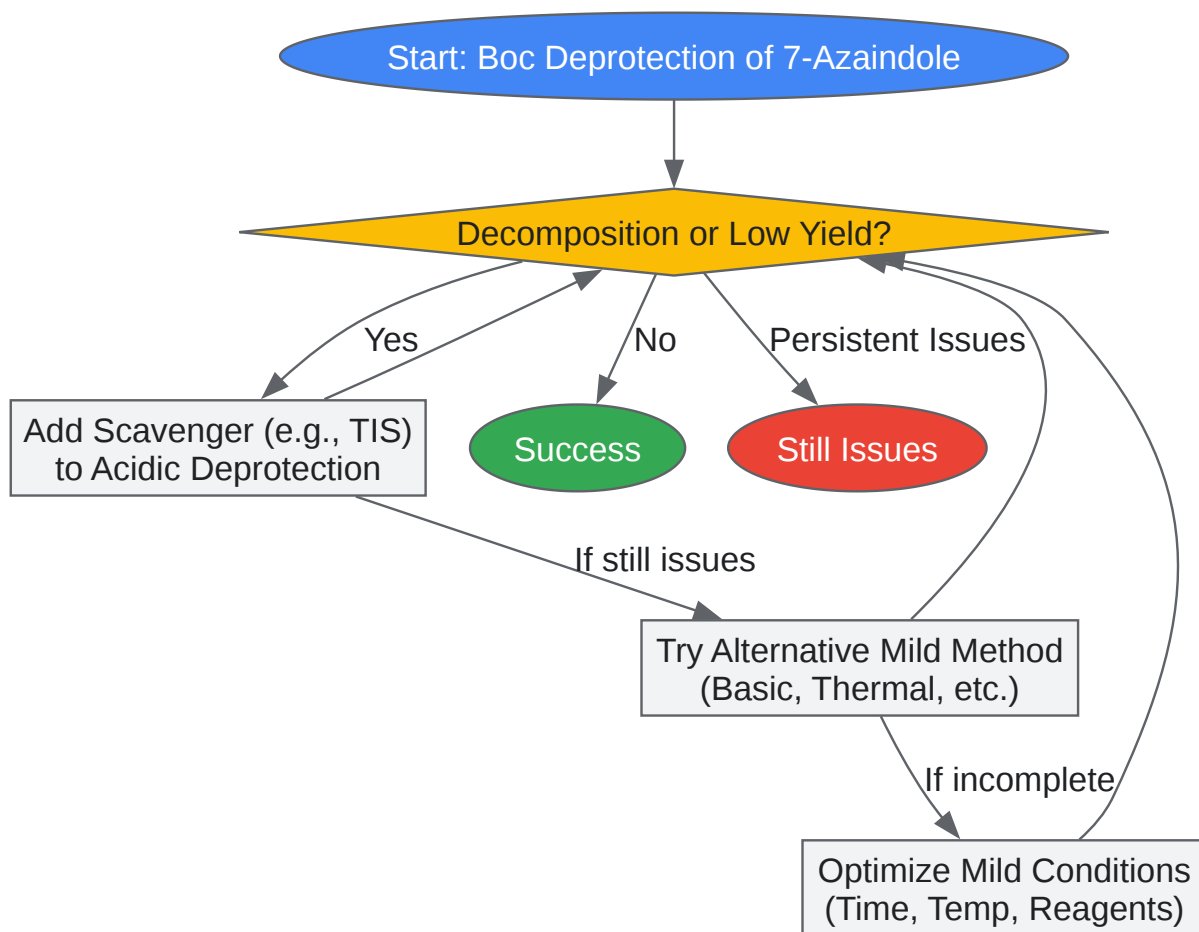 Start: Boc Deprotection of 7-Azaindole
Decomposition or Low Yield?
Yes
No
Persistent Issues
Add Scavenger (e.g., TIS)
to Acidic Deprotection
Success
Still Issues
If still issues
Try Alternative Mild Method
(Basic, Thermal, etc.)
If incomplete
Optimize Mild Conditions
(Time, Temp, Reagents)